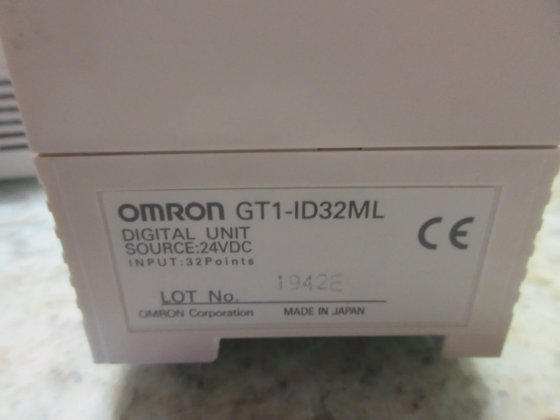 OMRON GT1-ID32ML
DIGITAL UNIT
SOURCE:24VDC
INPUT:32Points
CE
LOT No. 1942E
OMRON Corporation MADE IN JAPAN